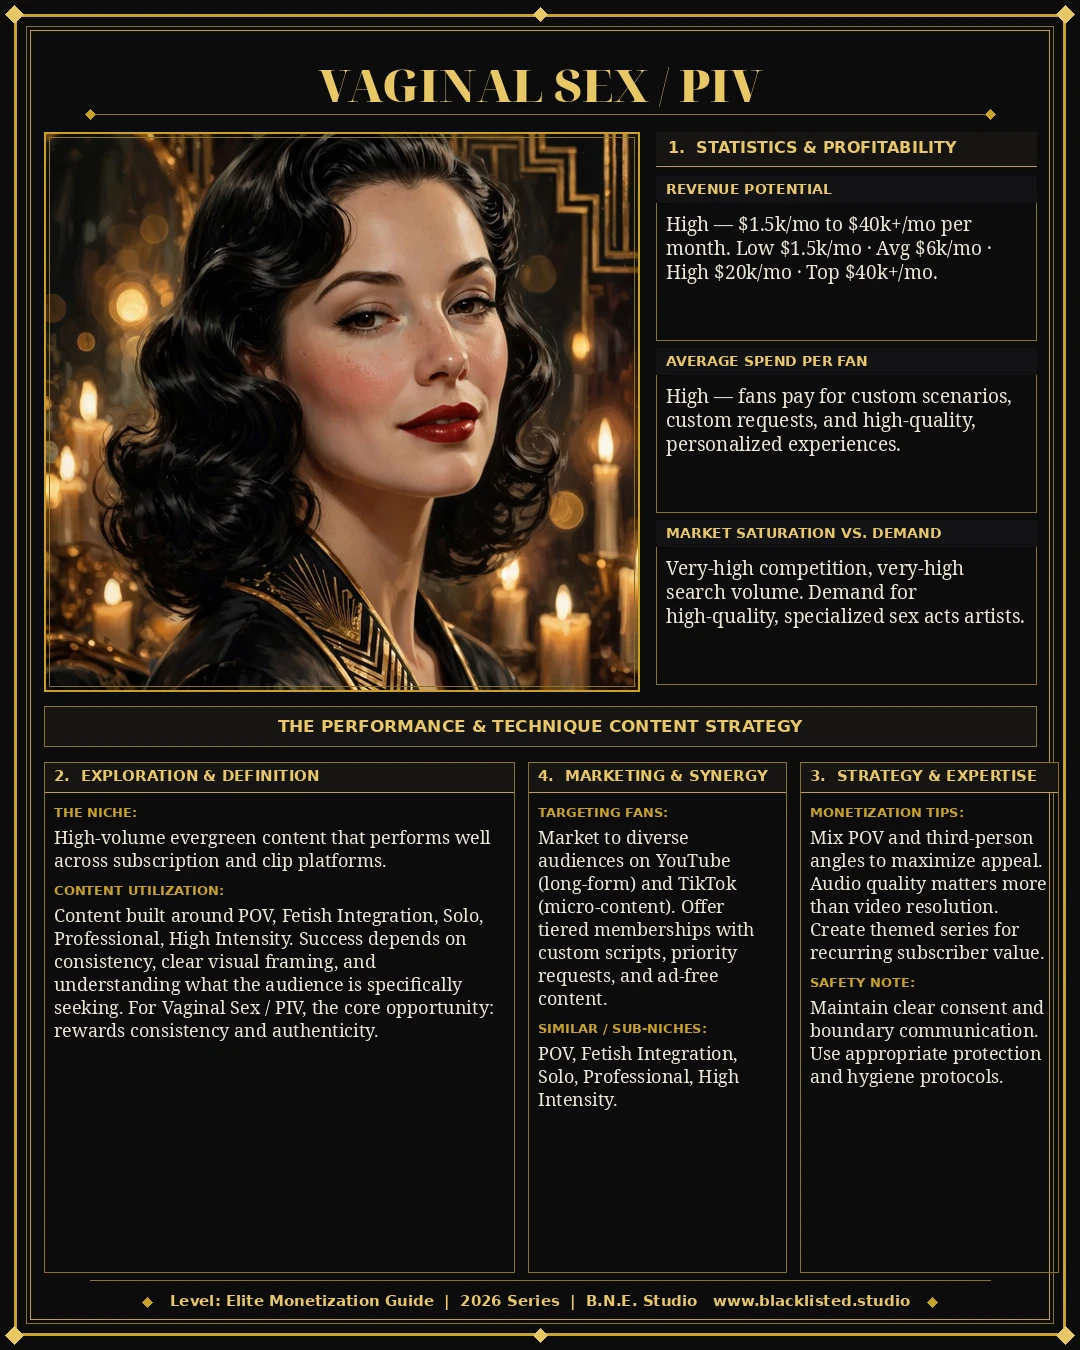 VAGINAL SEX / PIV
1. STATISTICS & PROFITABILITY
REVENUE POTENTIAL
High — $1.5k/mo to $40k+/mo per
month. Low $1.5k/mo · Avg $6k/mo ·
High $20k/mo · Top $40k+/mo.
AVERAGE SPEND PER FAN
High — fans pay for custom scenarios,
custom requests, and high-quality,
personalized experiences.
MARKET SATURATION VS. DEMAND
Very-high competition, very-high
search volume. Demand for
high-quality, specialized sex acts artists.
THE PERFORMANCE & TECHNIQUE CONTENT STRATEGY
2. EXPLORATION & DEFINITION
THE NICHE:
High-volume evergreen content that performs well
across subscription and clip platforms.
CONTENT UTILIZATION:
Content built around POV, Fetish Integration, Solo,
Professional, High Intensity. Success depends on
consistency, clear visual framing, and
understanding what the audience is specifically
seeking. For Vaginal Sex / PIV, the core opportunity:
rewards consistency and authenticity.
4. MARKETING & SYNERGY
TARGETING FANS:
Market to diverse
audiences on YouTube
(long-form) and TikTok
(micro-content). Offer
tiered memberships with
custom scripts, priority
requests, and ad-free
content.
SIMILAR / SUB-NICHES:
POV, Fetish Integration,
Solo, Professional, High
Intensity.
3. STRATEGY & EXPERTISE
MONETIZATION TIPS:
Mix POV and third-person
angles to maximize appeal.
Audio quality matters more
than video resolution.
Create themed series for
recurring subscriber value.
SAFETY NOTE:
Maintain clear consent and
boundary communication.
Use appropriate protection
and hygiene protocols.
Level: Elite Monetization Guide | 2026 Series | B.N.E. Studio www.blacklisted.studio